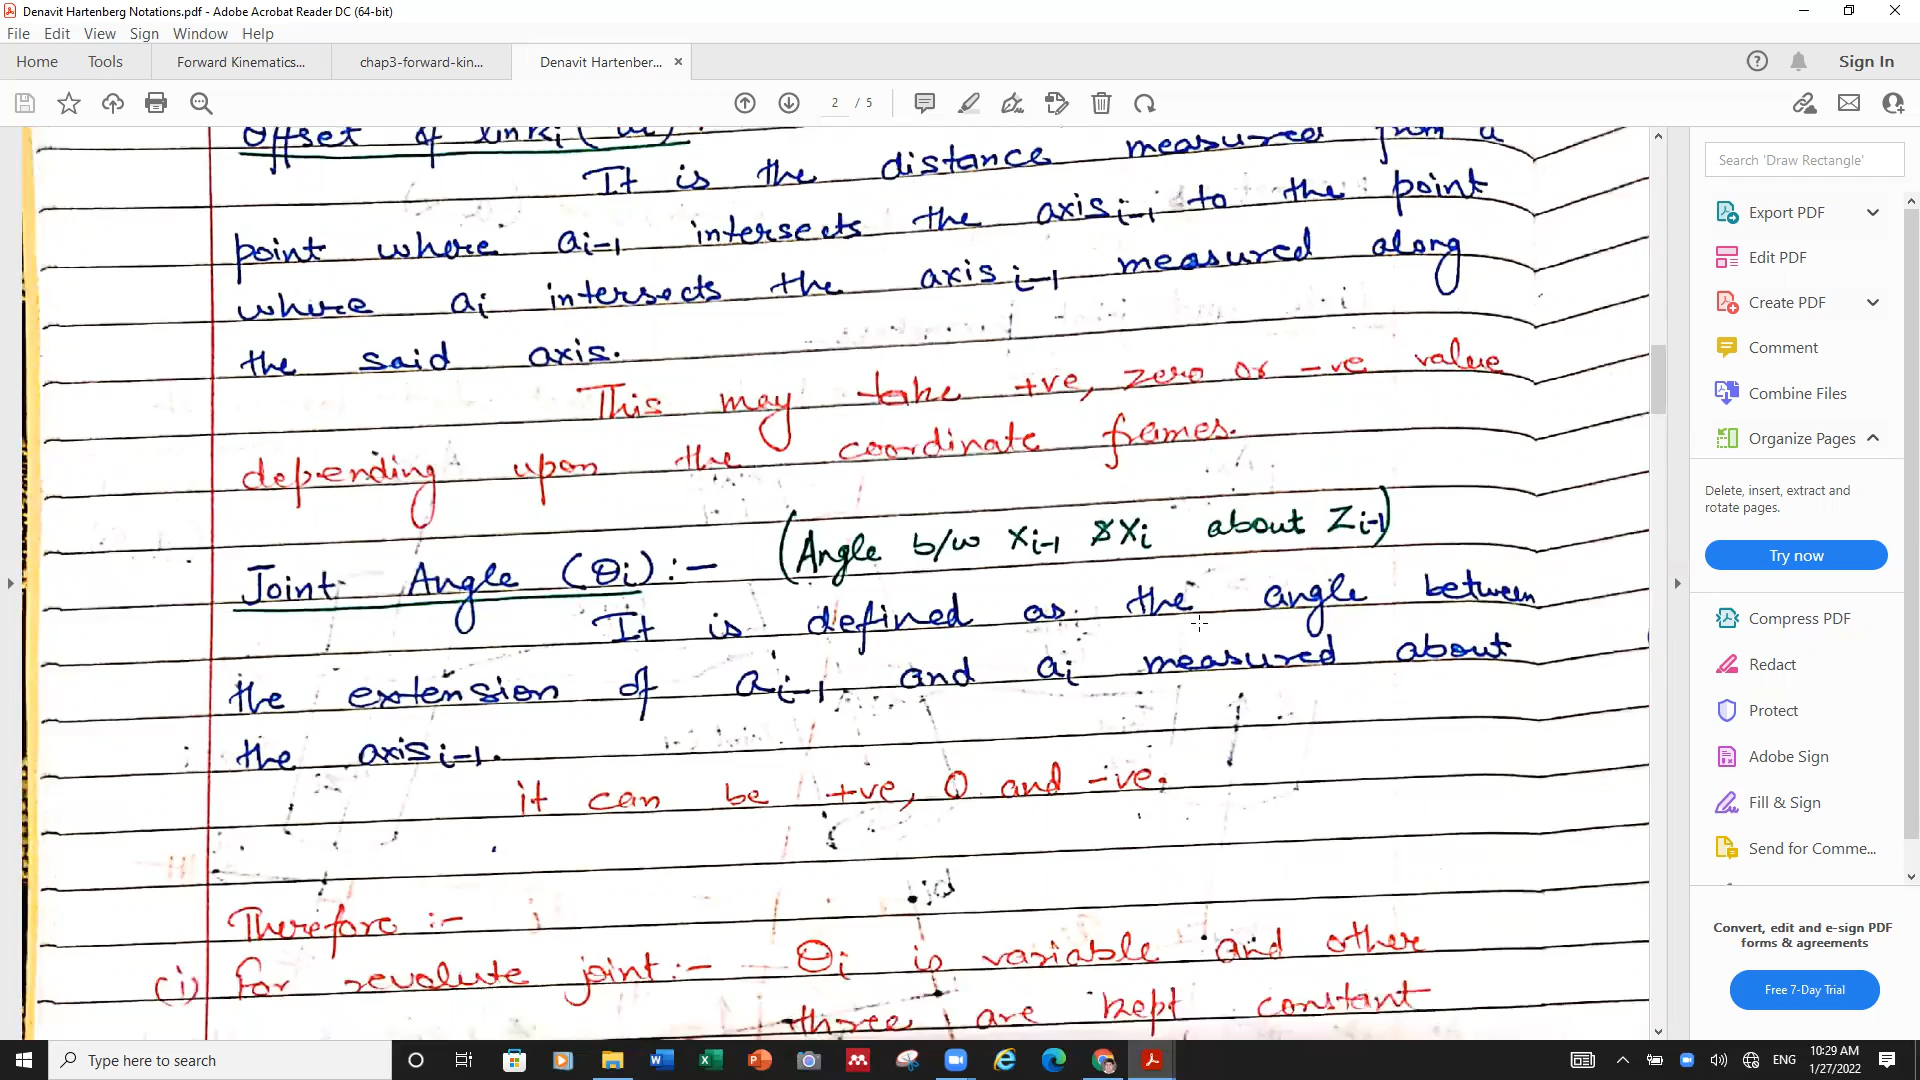 Denavit Hartenberg Notations.pdf - Adobe Acrobat Reader DC (64-bit)
File Edit View Sign Window Help
Home Tools Forward Kinematics... chap3-forward-kin... Denavit Hartenber... Sign In
2 / 5
Offset of link i
It is the distance measured from a
point where ai-1 intersects the axis i-1 to the point
where ai intersects the axis i-1 measured along
the said axis.
This may take +ve, zero or -ve value
depending upon the coordinate frames.
Joint Angle (θi) :- (Angle b/w Xi-1 & Xi about Zi-1)
It is defined as the angle between
the extension of ai-1 and ai measured about
the axis i-1.
it can be +ve, 0 and -ve.
Therefore :-
(i) For revolute joint :- θi is variable and other
three are kept constant
Search 'Draw Rectangle'
Export PDF
Edit PDF
Create PDF
Comment
Combine Files
Organize Pages
Delete, insert, extract and
rotate pages.
Try now
Compress PDF
Redact
Protect
Adobe Sign
Fill & Sign
Send for Comme...
Convert, edit and e-sign PDF
forms & agreements
Free 7-Day Trial
Type here to search
ENG
10:29 AM
1/27/2022